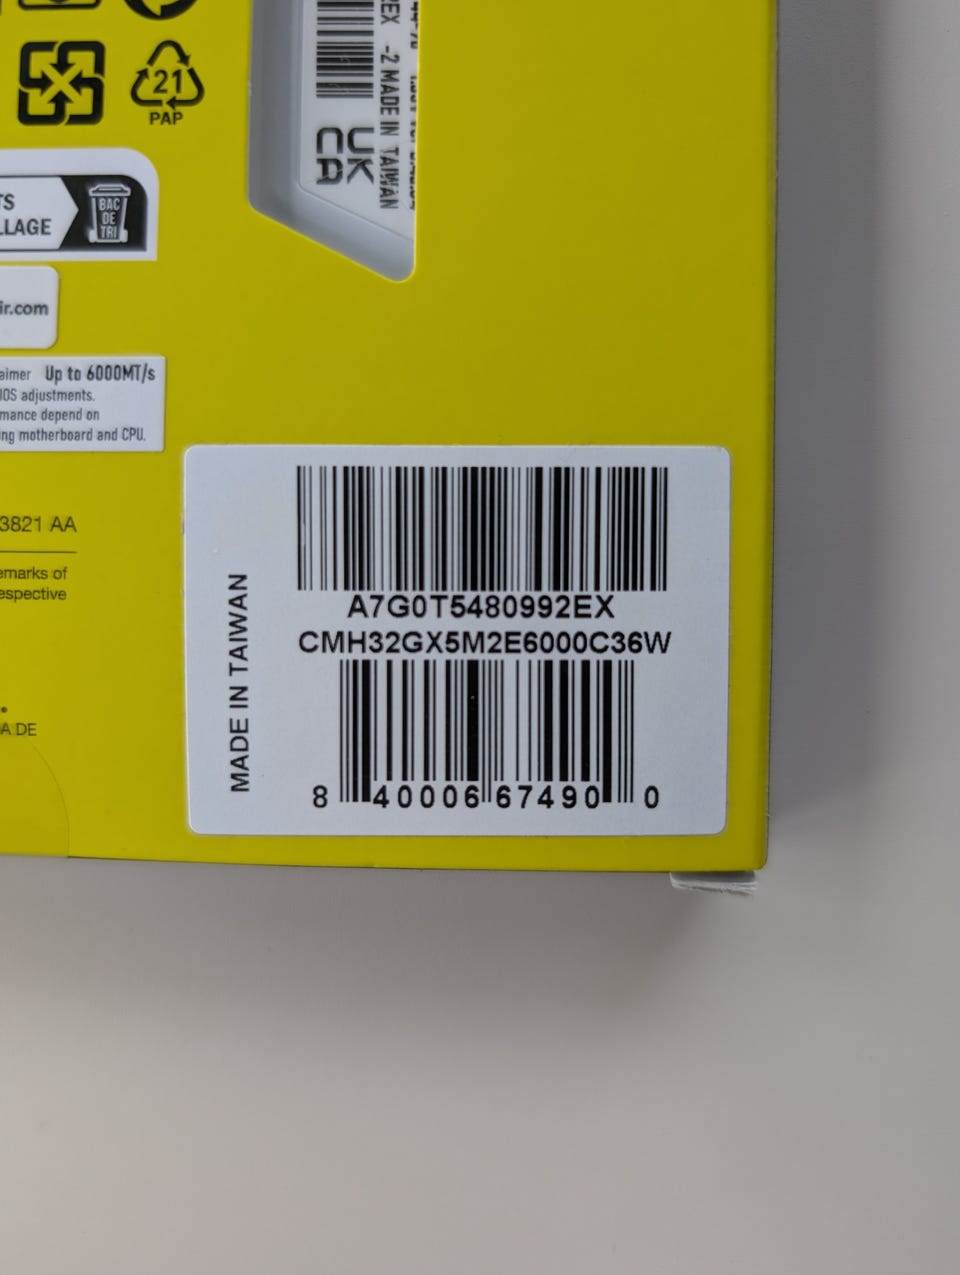 REX -2 MADE IN TAIWAN
UK
CA
21
PAP
TS
LLAGE
BAC
DE
TRI
ir.com
aimer Up to 6000MT/s
IOS adjustments.
mance depend on
ng motherboard and CPU.
3821 AA
emarks of
espective
A DE
MADE IN TAIWAN
A7G0T5480992EX
CMH32GX5M2E6000C36W
8 40006 67490 0